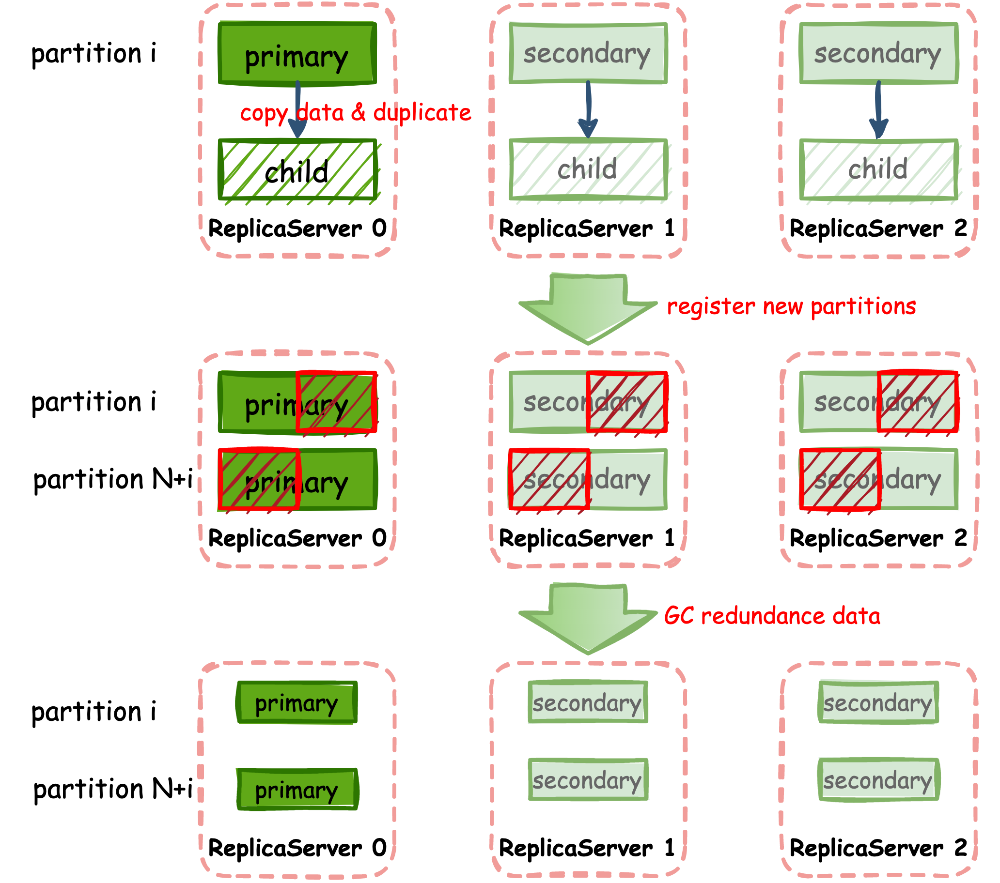 partition i
primary
secondary
secondary
copy data & duplicate
child
child
child
ReplicaServer 0
ReplicaServer 1
ReplicaServer 2
register new partitions
partition i
primary
secondary
secondary
partition N+i
primary
secondary
secondary
ReplicaServer 0
ReplicaServer 1
ReplicaServer 2
GC redundance data
partition i
primary
secondary
secondary
partition N+i
primary
secondary
secondary
ReplicaServer 0
ReplicaServer 1
ReplicaServer 2